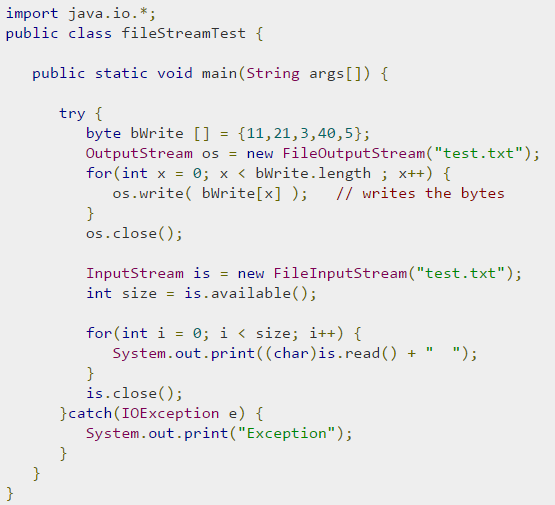 import java.io.*;
public class fileStreamTest {

   public static void main(String args[]) {

      try {
         byte bWrite [] = {11,21,3,40,5};
         OutputStream os = new FileOutputStream("test.txt");
         for(int x = 0; x < bWrite.length ; x++) {
            os.write( bWrite[x] );   // writes the bytes
         }
         os.close();

         InputStream is = new FileInputStream("test.txt");
         int size = is.available();

         for(int i = 0; i < size; i++) {
            System.out.print((char)is.read() + "  ");
         }
         is.close();
      }catch(IOException e) {
         System.out.print("Exception");
      }
   }
}